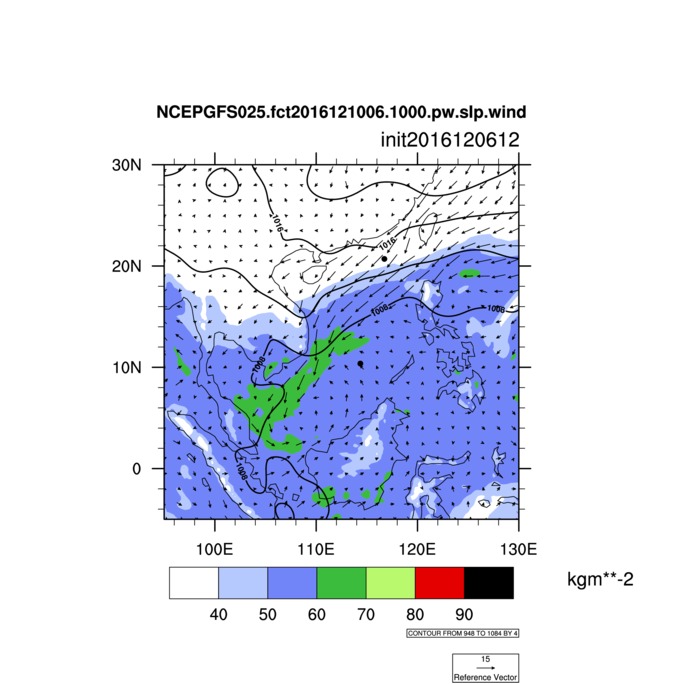 NCEPGFS025.fct2016121006.1000.pw.slp.wind
init2016120612
30N
20N
10N
0
1016
1016
1008
1008
1008
1008
100E
110E
120E
130E
kgm**-2
40
50
60
70
80
90
CONTOUR FROM 948 TO 1084 BY 4
15
Reference Vector